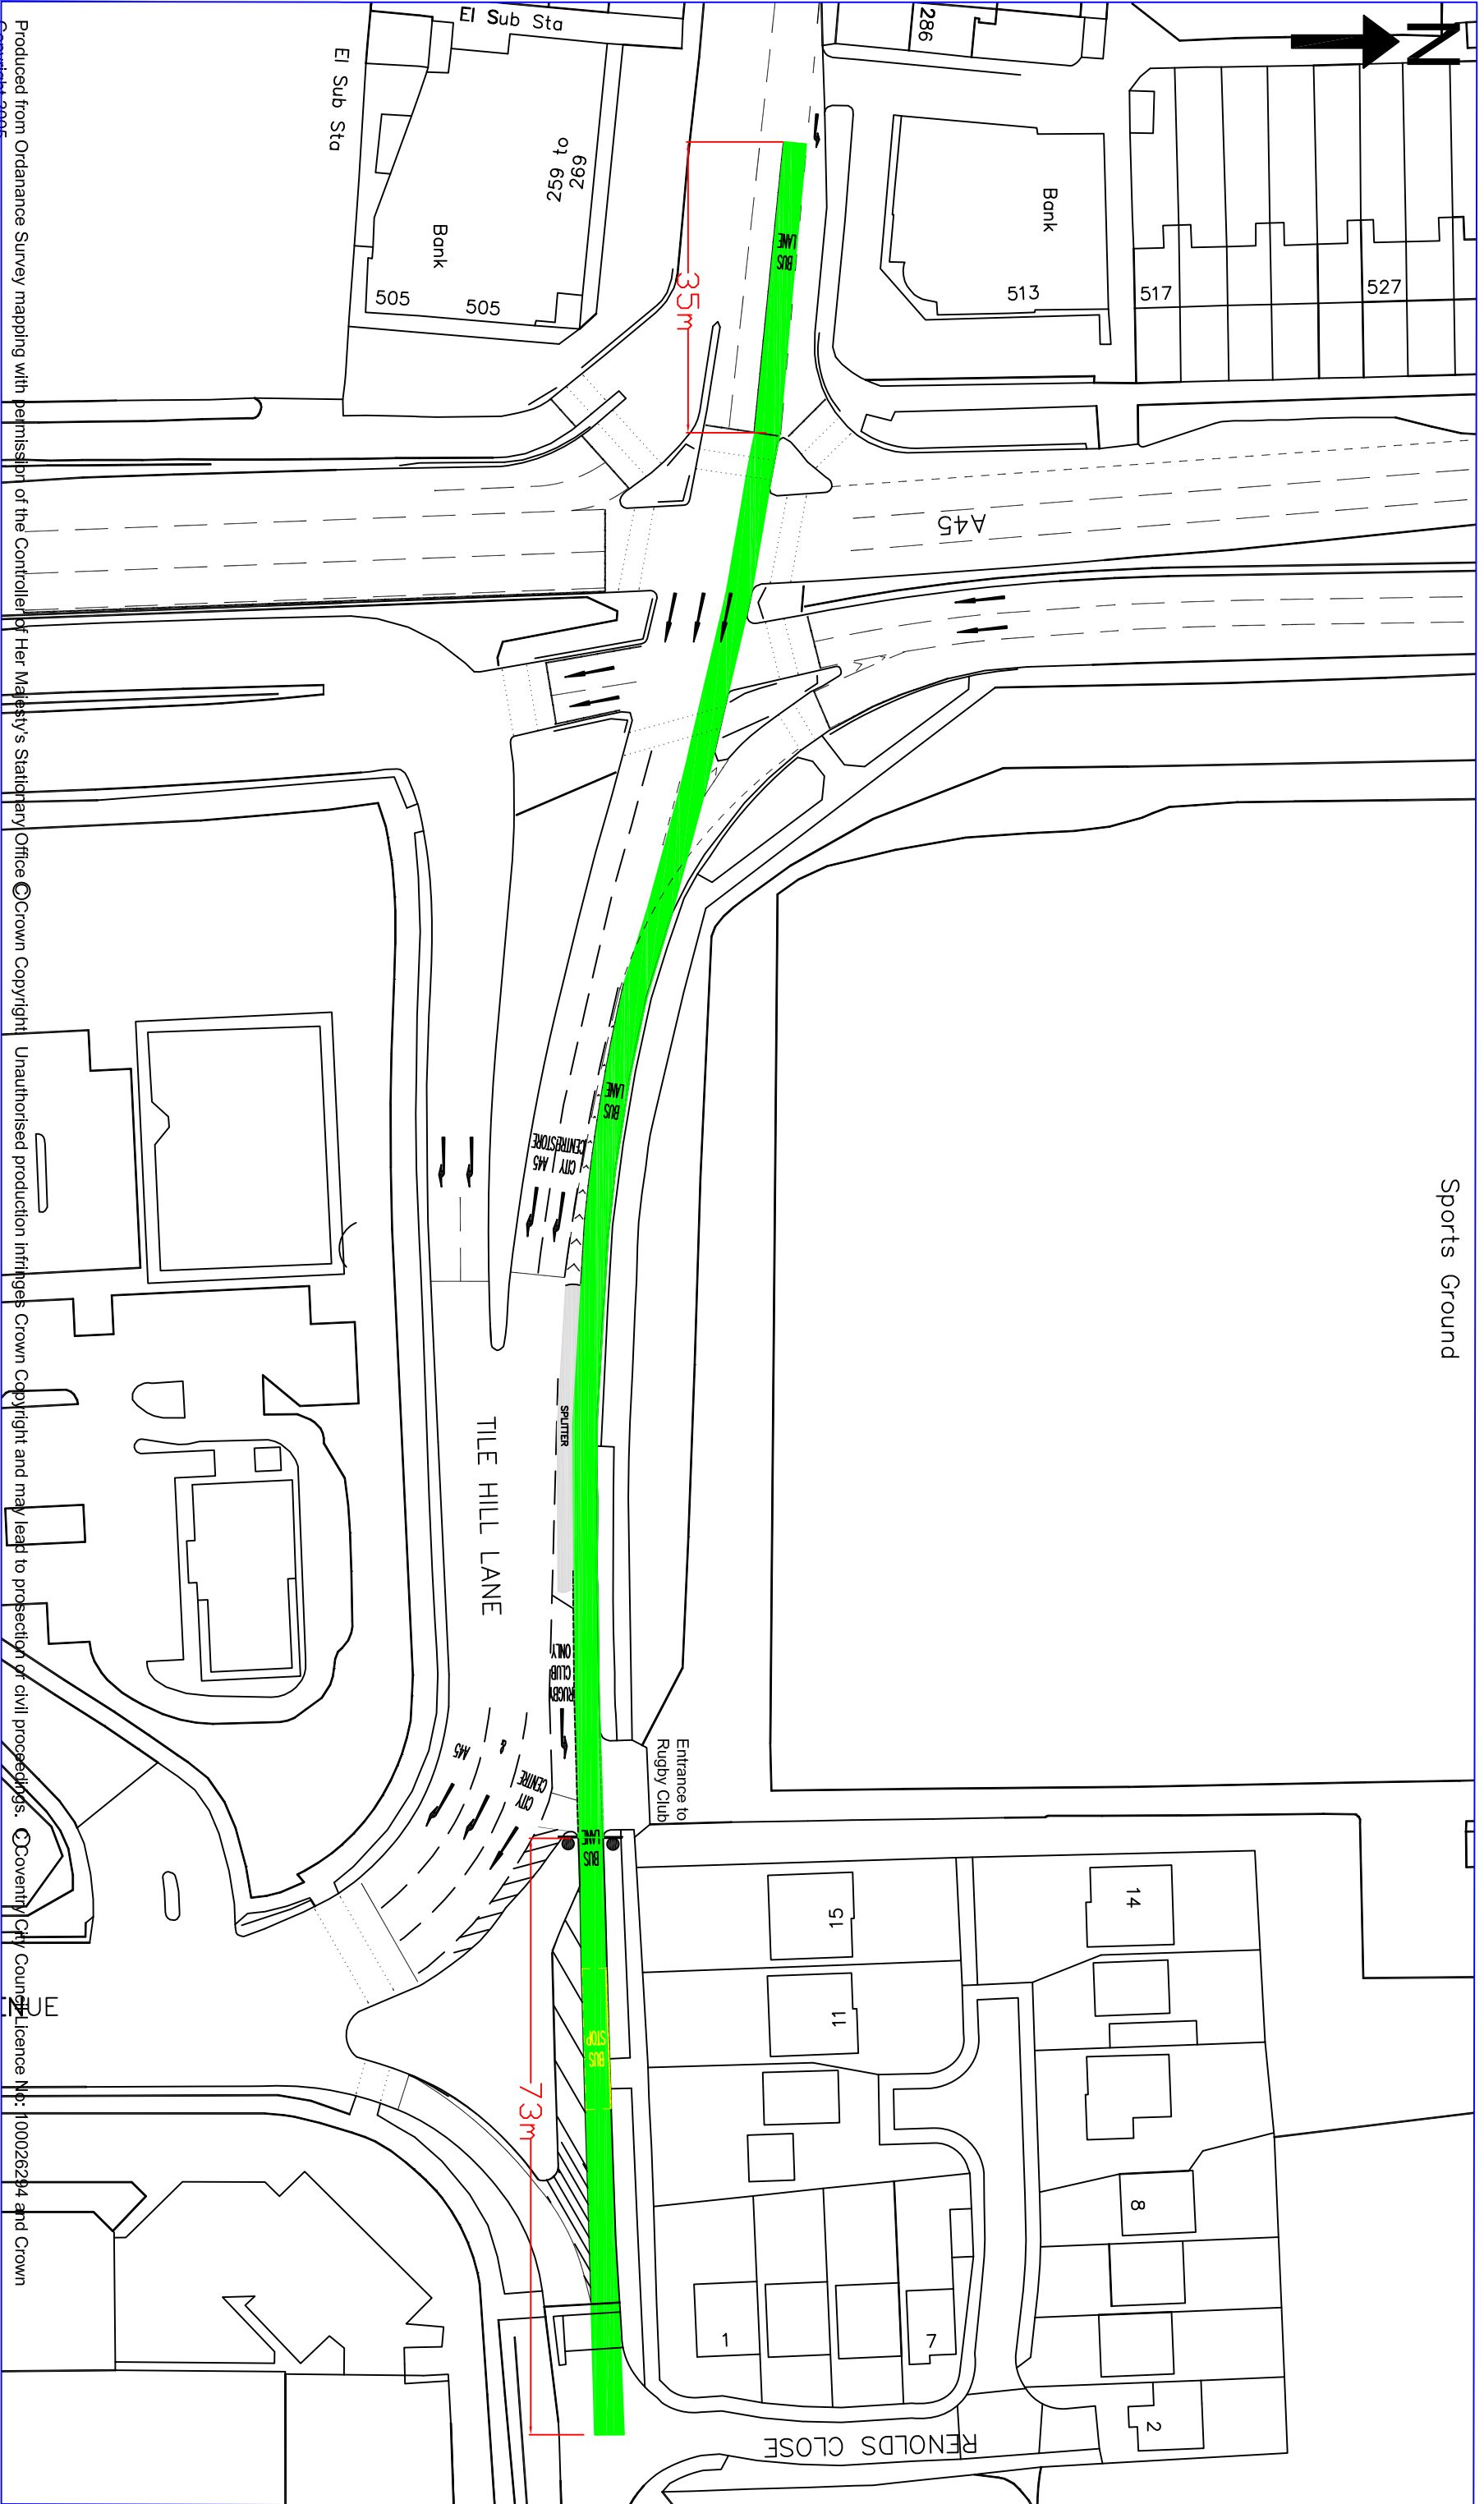 N
286
El Sub Sta
El Sub Sta
259 to
269
Bank
505
505
Bank
513
517
527
35m
BUS
LANE
A45
BUS
LANE
CITY
CENTRE
A45
STORE
Sports Ground
SPLITTER
TILE HILL LANE
RUGBY
CLUB
ONLY
Entrance to
Rugby Club
A45
&
CITY
CENTRE
BUS
LANE
15
14
11
BUS
STOP
73m
8
1
7
2
RENOLDS CLOSE
NUE
Produced from Ordanance Survey mapping with permission of the Controller of Her Majesty's Stationary Office © Crown Copyright. Unauthorised production infringes Crown Copyright and may lead to prosection or civil proceedings. © Coventry City Council Licence No: 100026294 and Crown
Copyright 2005